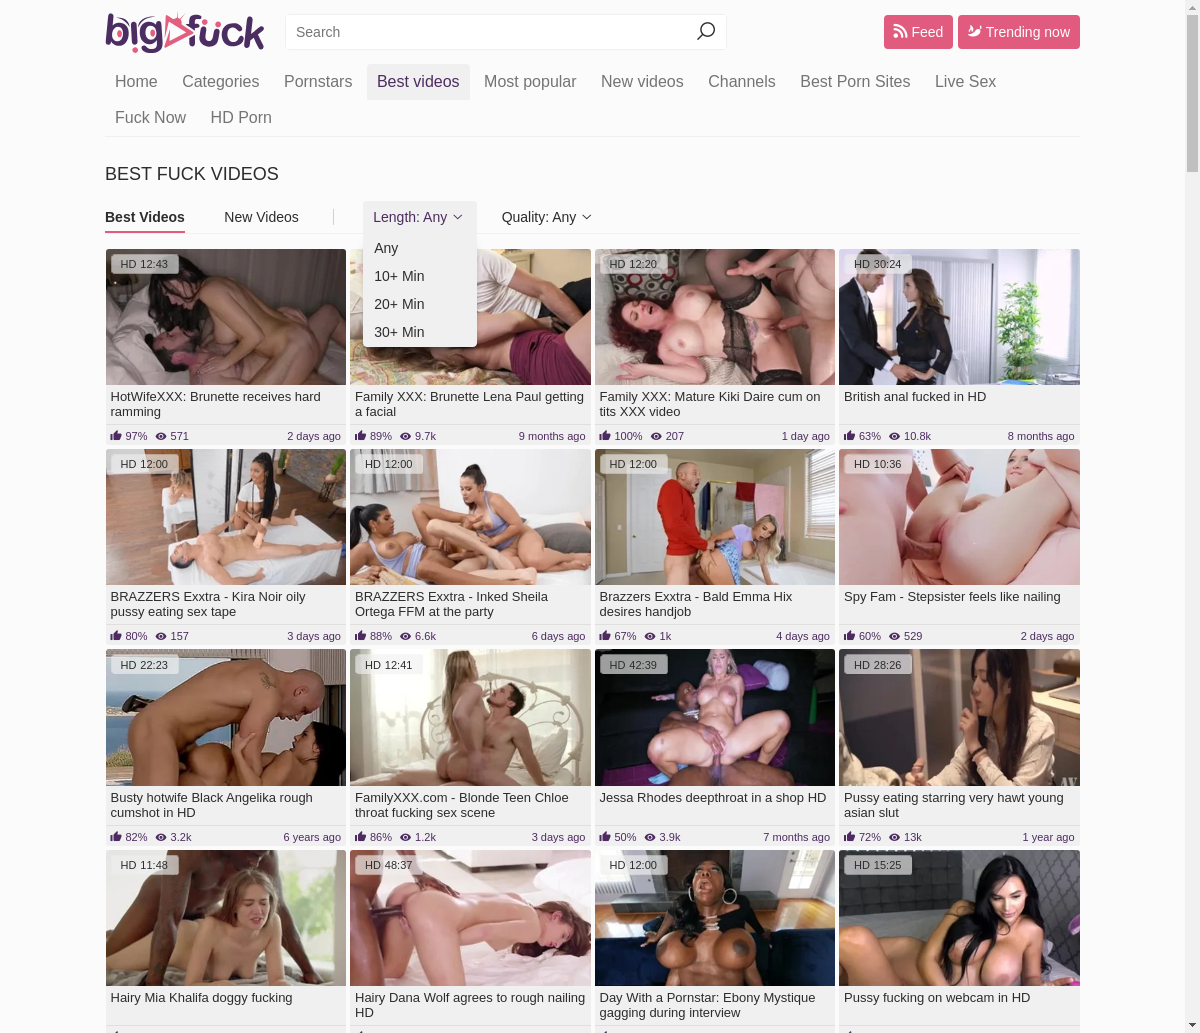 bigfuck
Search
Feed
Trending now
Home Categories Pornstars Best videos Most popular New videos Channels Best Porn Sites Live Sex
Fuck Now HD Porn
BEST FUCK VIDEOS
Best Videos New Videos Length: Any Quality: Any
Any
10+ Min
20+ Min
30+ Min
HD 12:43
HotWifeXXX: Brunette receives hard
ramming
97% 571 2 days ago
Family XXX: Brunette Lena Paul getting
a facial
89% 9.7k 9 months ago
HD 12:20
Family XXX: Mature Kiki Daire cum on
tits XXX video
100% 207 1 day ago
HD 30:24
British anal fucked in HD
63% 10.8k 8 months ago
HD 12:00
BRAZZERS Exxtra - Kira Noir oily
pussy eating sex tape
80% 157 3 days ago
HD 12:00
BRAZZERS Exxtra - Inked Sheila
Ortega FFM at the party
88% 6.6k 6 days ago
HD 12:00
Brazzers Exxtra - Bald Emma Hix
desires handjob
67% 1k 4 days ago
HD 10:36
Spy Fam - Stepsister feels like nailing
60% 529 2 days ago
HD 22:23
Busty hotwife Black Angelika rough
cumshot in HD
82% 3.2k 6 years ago
HD 12:41
FamilyXXX.com - Blonde Teen Chloe
throat fucking sex scene
86% 1.2k 3 days ago
HD 42:39
Jessa Rhodes deepthroat in a shop HD
50% 3.9k 7 months ago
HD 28:26
AV
Pussy eating starring very hawt young
asian slut
72% 13k 1 year ago
HD 11:48
Hairy Mia Khalifa doggy fucking
HD 48:37
Hairy Dana Wolf agrees to rough nailing
HD
HD 12:00
Day With a Pornstar: Ebony Mystique
gagging during interview
HD 15:25
Pussy fucking on webcam in HD